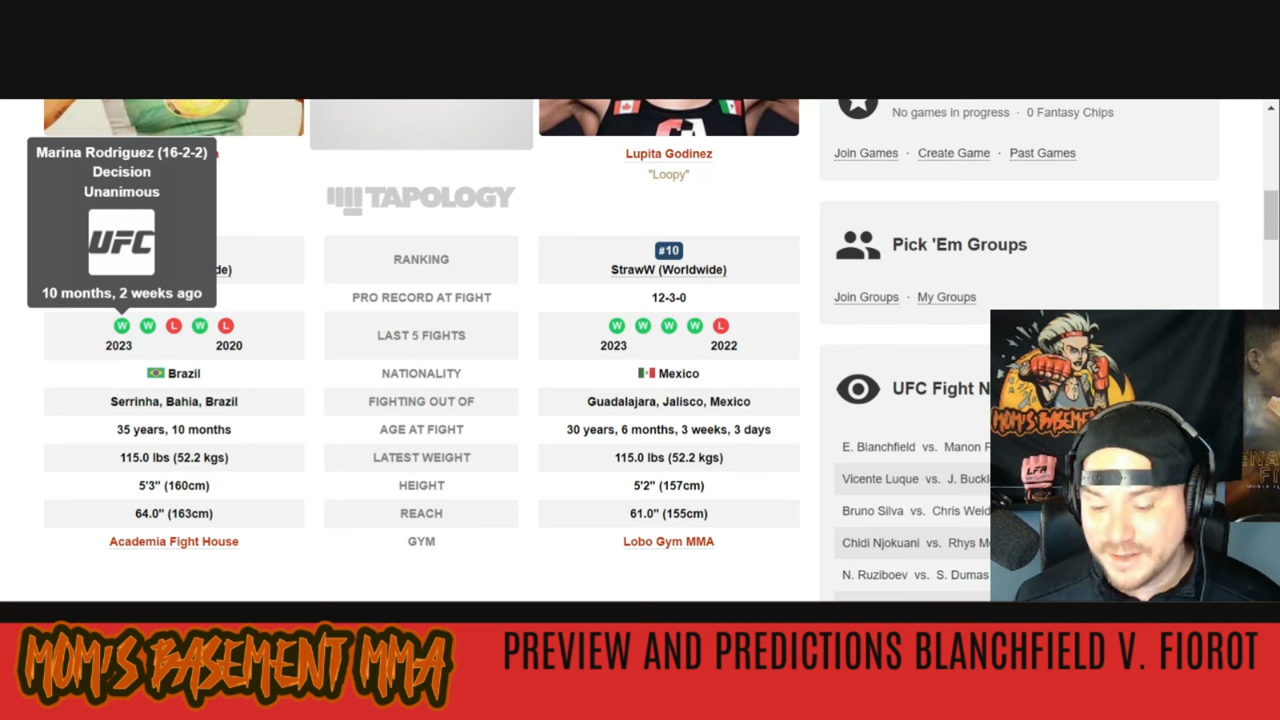 No games in progress · 0 Fantasy Chips
Join Games · Create Game · Past Games
Marina Rodriguez (16-2-2)
Decision
Unanimous
UFC
10 months, 2 weeks ago
Lupita Godinez
"Loopy"
TAPOLOGY
RANKING
#10
StrawW (Worldwide)
PRO RECORD AT FIGHT
12-3-0
W W L W L
LAST 5 FIGHTS
W W W W L
2023 2020
2023 2022
Brazil
NATIONALITY
Mexico
Serrinha, Bahia, Brazil
FIGHTING OUT OF
Guadalajara, Jalisco, Mexico
35 years, 10 months
AGE AT FIGHT
30 years, 6 months, 3 weeks, 3 days
115.0 lbs (52.2 kgs)
LATEST WEIGHT
115.0 lbs (52.2 kgs)
5'3" (160cm)
HEIGHT
5'2" (157cm)
64.0" (163cm)
REACH
61.0" (155cm)
Academia Fight House
GYM
Lobo Gym MMA
Pick 'Em Groups
Join Groups · My Groups
UFC Fight N
E. Blanchfield vs. Manon F
Vicente Luque vs. J. Buckl
Bruno Silva vs. Chris Weid
Chidi Njokuani vs. Rhys M
N. Ruziboev vs. S. Dumas
MOM'S BASEME
LFA
MOM'S BASEMENT MMA
PREVIEW AND PREDICTIONS BLANCHFIELD V. FIOROT